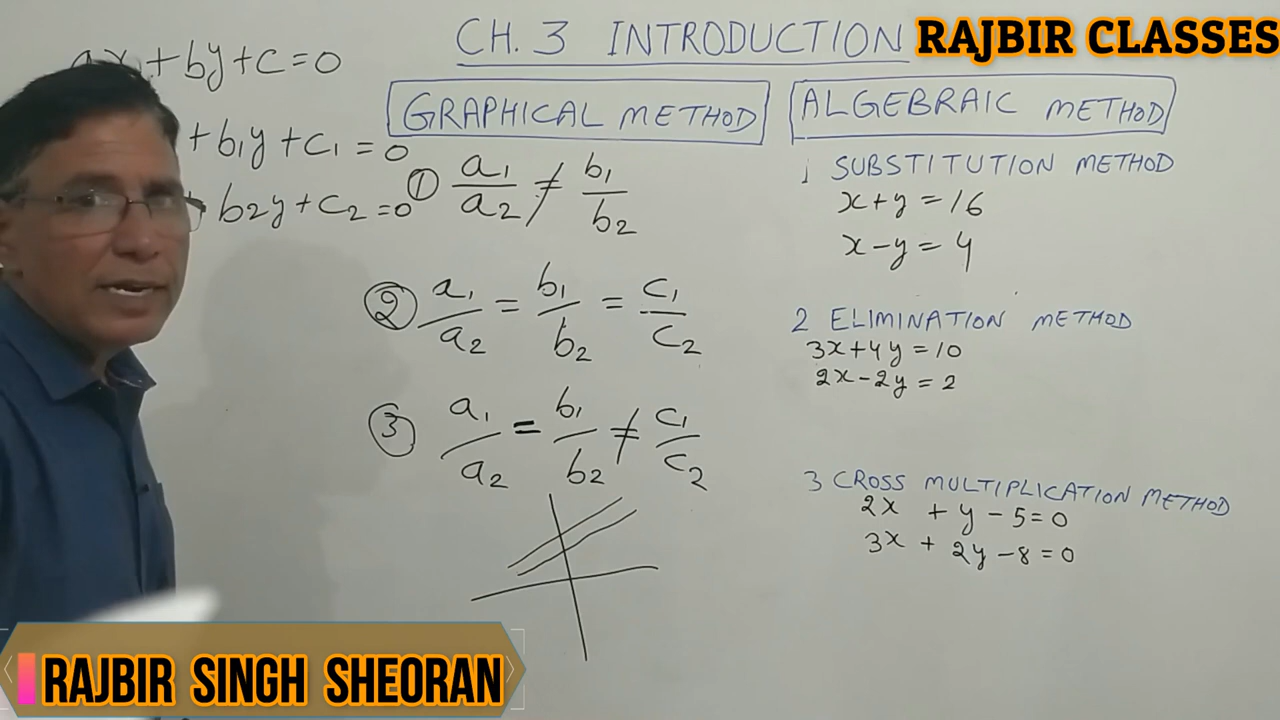 CH. 3 INTRODUCTION
RAJBIR CLASSES
ax+by+c=0
+b₁y+c₁=0
b₂y+c₂=0
GRAPHICAL METHOD
① a₁/a₂ ≠ b₁/b₂
② a₁/a₂ = b₁/b₂ = c₁/c₂
③ a₁/a₂ = b₁/b₂ ≠ c₁/c₂
ALGEBRAIC METHOD
1 SUBSTITUTION METHOD
x+y=16
x-y=4
2 ELIMINATION METHOD
3x+4y=10
2x-2y=2
3 CROSS MULTIPLICATION METHOD
2x+y-5=0
3x+2y-8=0
RAJBIR SINGH SHEORAN